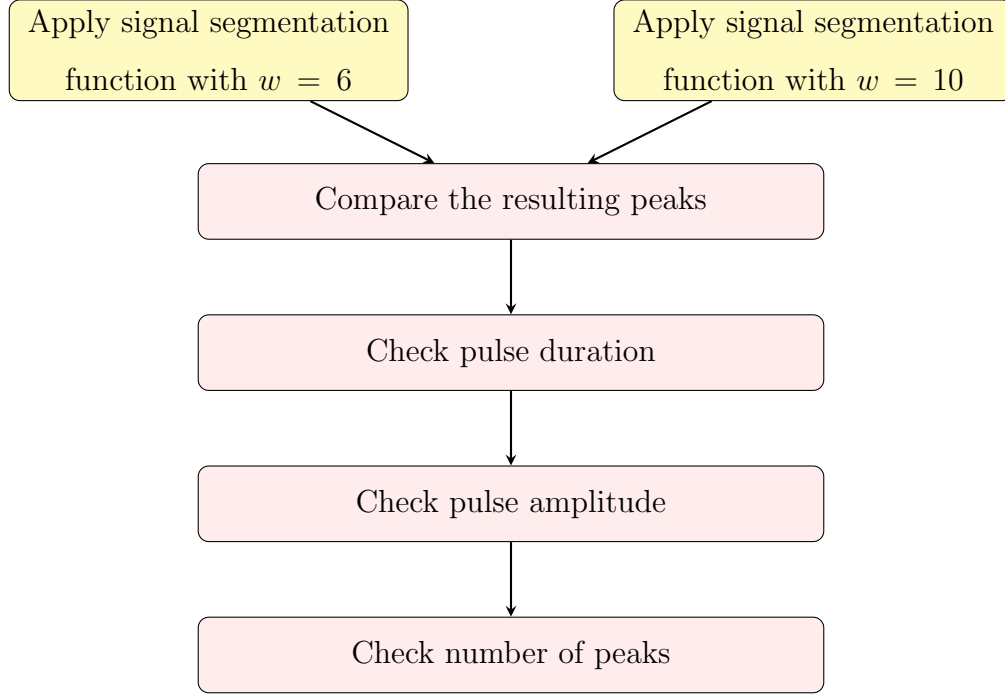 Apply signal segmentation
function with w = 6
Apply signal segmentation
function with w = 10
Compare the resulting peaks
Check pulse duration
Check pulse amplitude
Check number of peaks